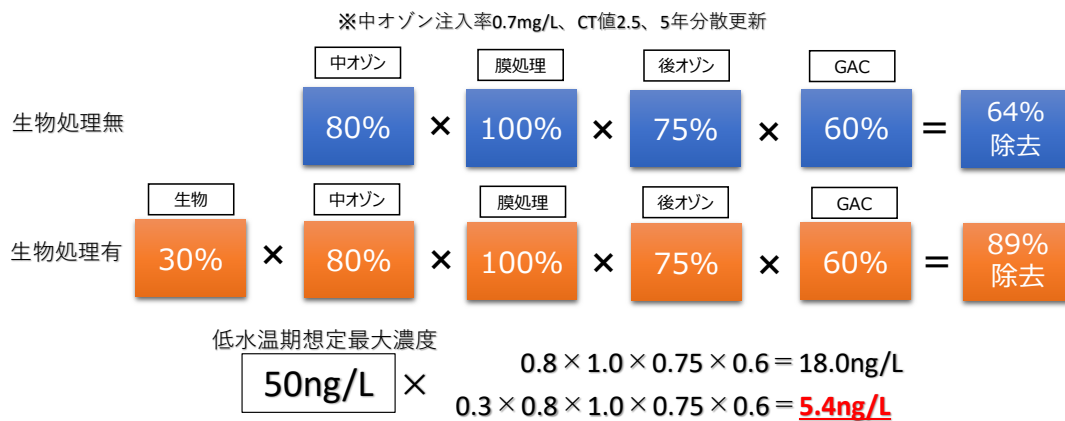 ※中オゾン注入率0.7mg/L、CT値2.5、5年分散更新
中オゾン 膜処理 後オゾン GAC
生物処理無 80% × 100% × 75% × 60% = 64%
除去
生物 中オゾン 膜処理 後オゾン GAC
生物処理有 30% × 80% × 100% × 75% × 60% = 89%
除去
低水温期想定最大濃度
50ng/L ×
0.8×1.0×0.75×0.6＝18.0ng/L
0.3×0.8×1.0×0.75×0.6＝5.4ng/L